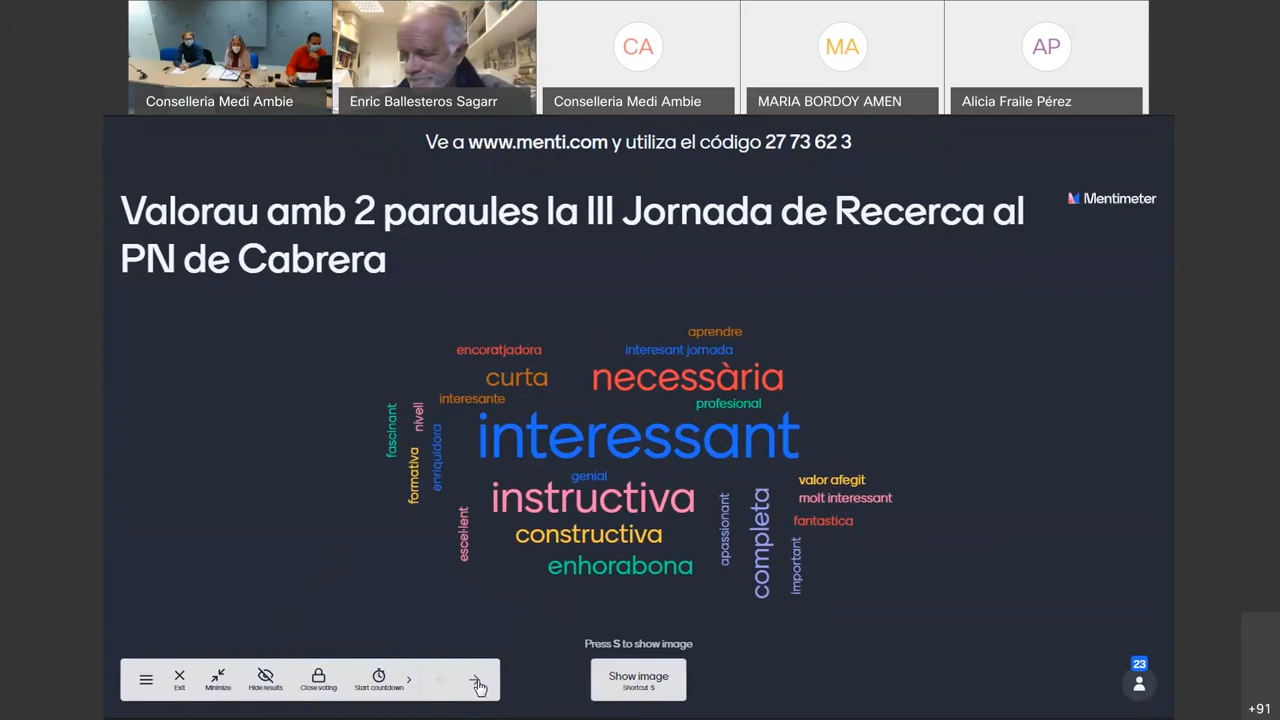 Conselleria Medi Ambie
Enric Ballesteros Sagarr
CA
Conselleria Medi Ambie
MA
MARIA BORDOY AMEN
AP
Alicia Fraile Pérez
Ve a www.menti.com y utiliza el código 27 73 62 3
Valorau amb 2 paraules la III Jornada de Recerca al
PN de Cabrera
Mentimeter
aprendre
encoratjadora
interesant jornada
curta
necessària
interesante
profesional
fascinant
nivell
enriquidora
formativa
interessant
genial
instructiva
valor afegit
molt interessant
fantastica
escel·lent
constructiva
apassionant
completa
important
enhorabona
Press S to show image
Exit
Minimize
Hide results
Close voting
Start countdown
Show image
Shortcut S
23
+91